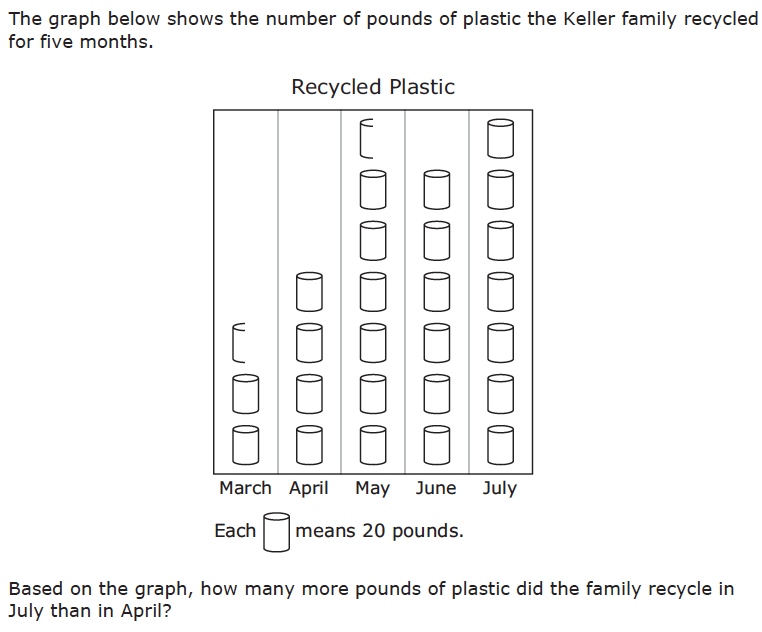 The graph below shows the number of pounds of plastic the Keller family recycled
for five months.
Recycled Plastic
March April May June July
Each means 20 pounds.
Based on the graph, how many more pounds of plastic did the family recycle in
July than in April?